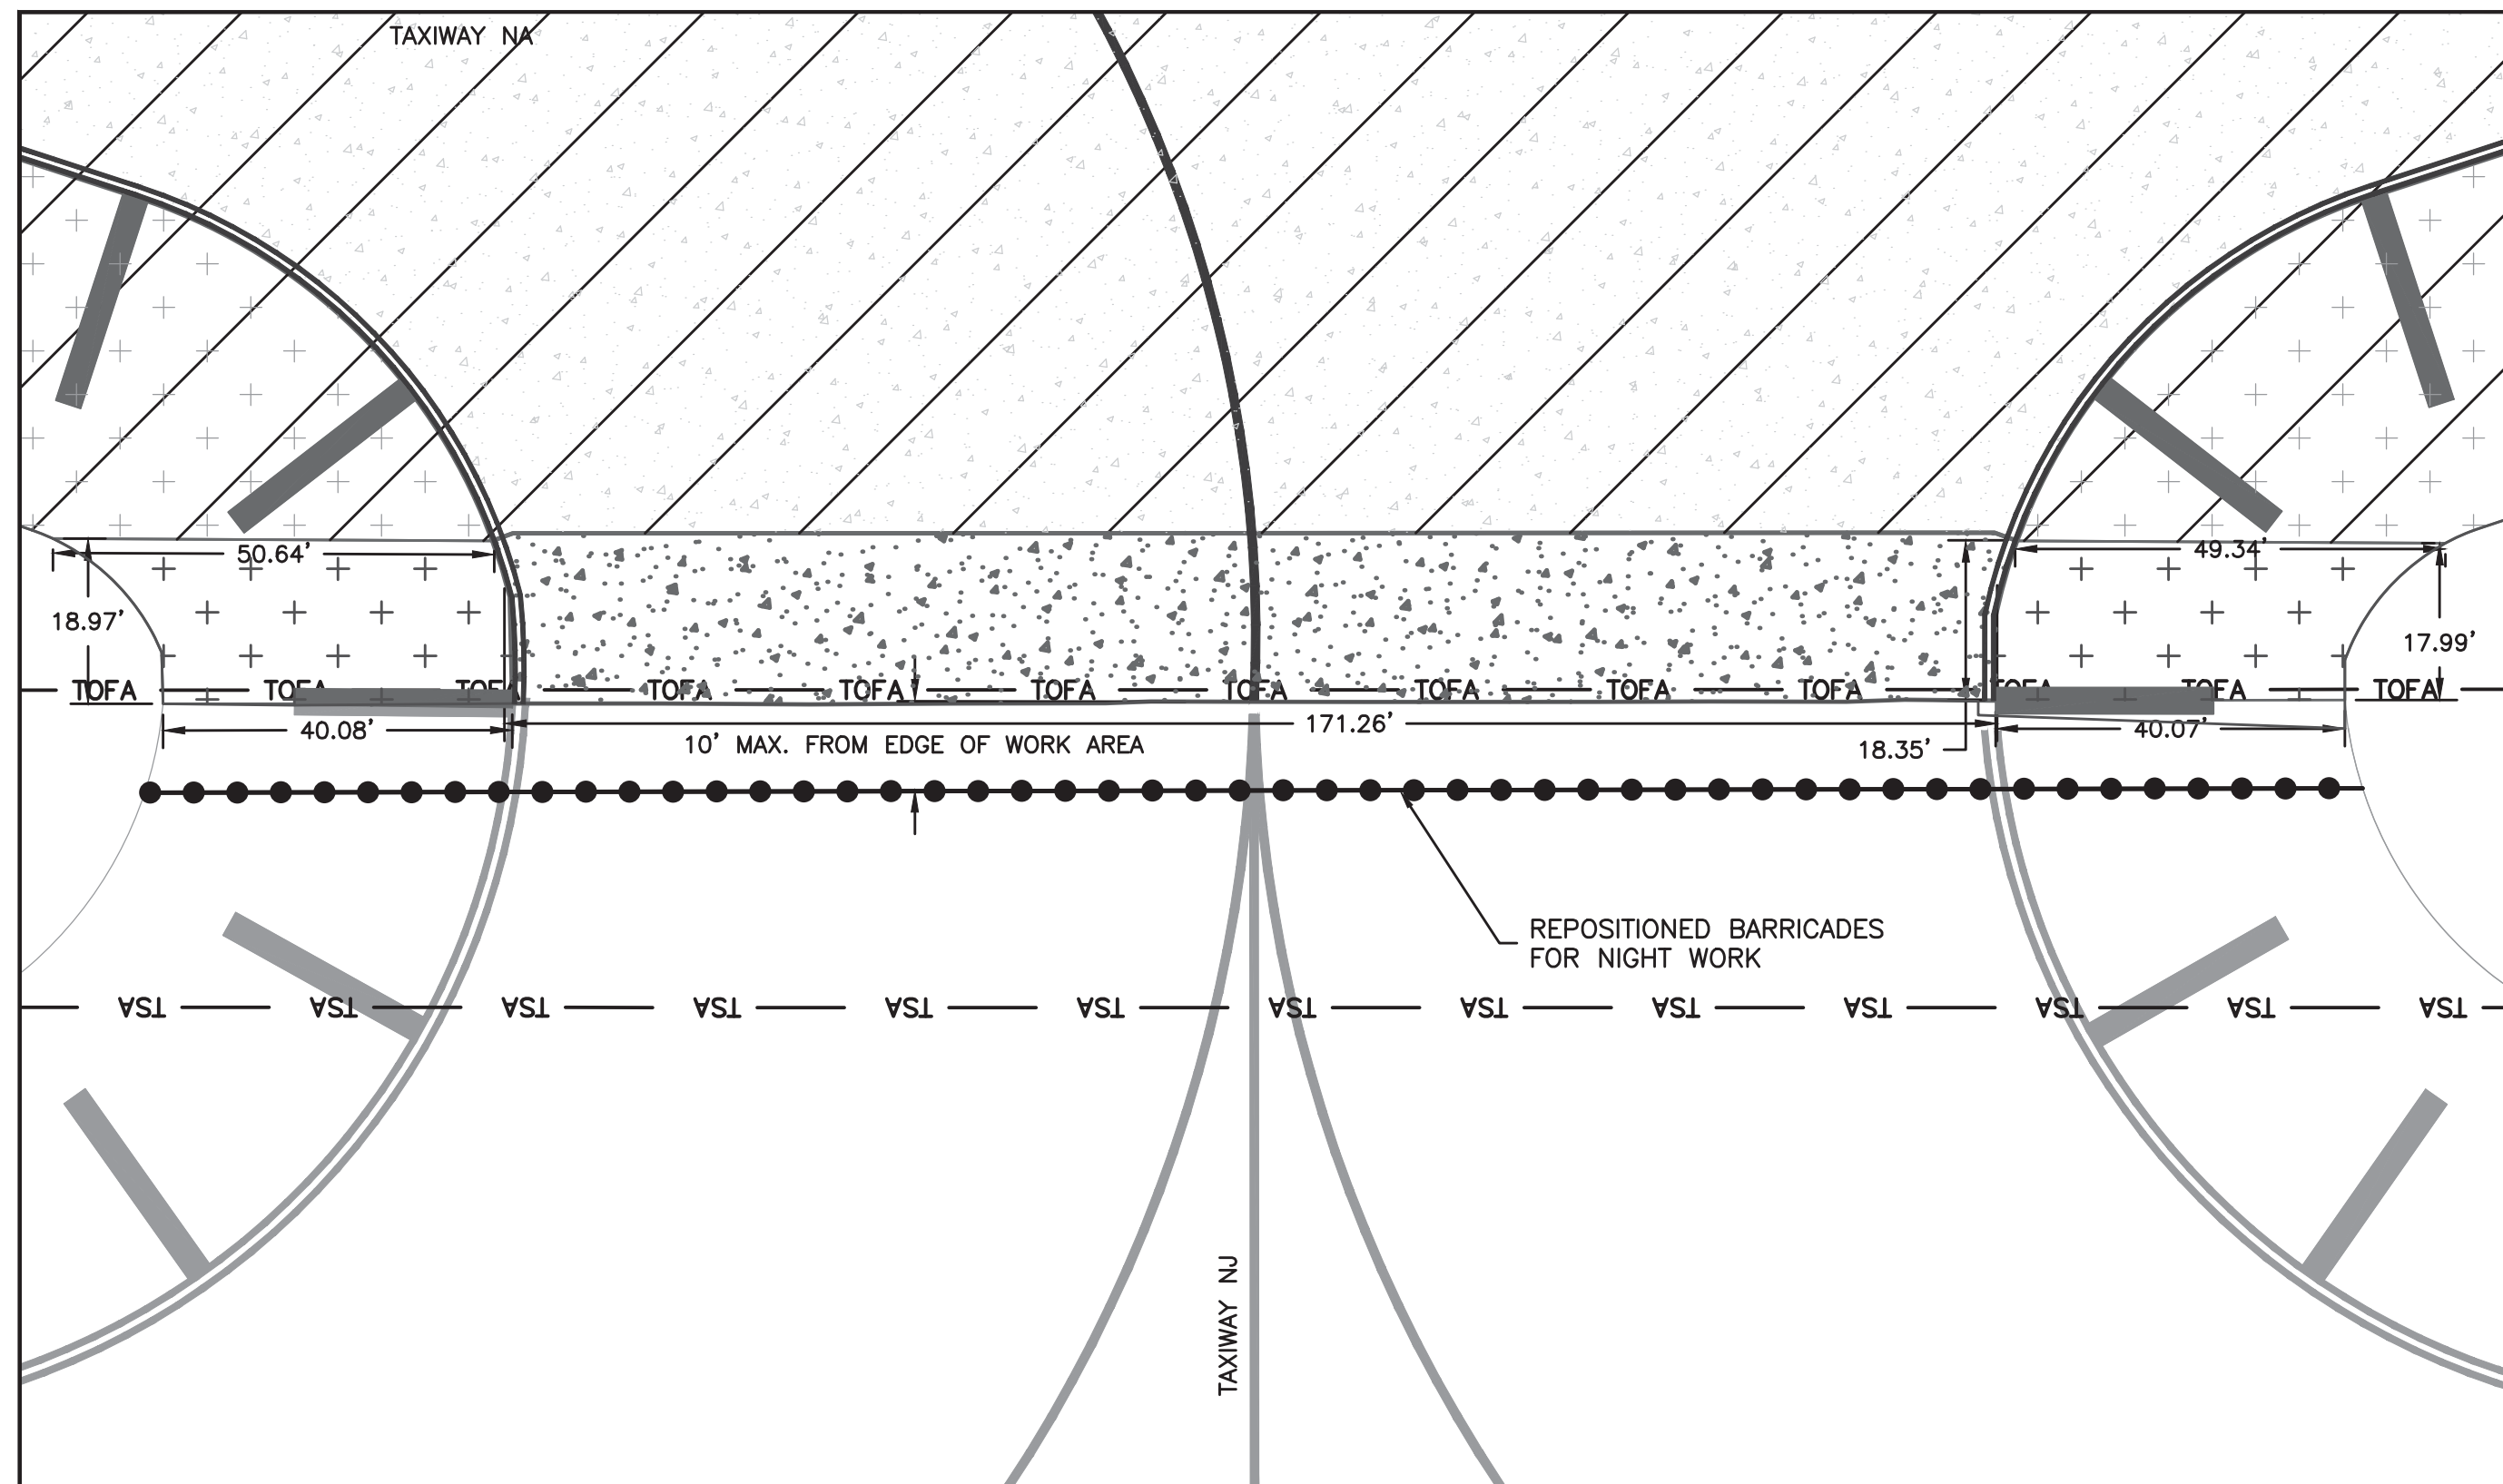 TAXIWAY NA
50.64’
49.34’
18.97’
17.99’
TOFA TOFA TOFA TOFA TOFA TOFA TOFA TOFA TOFA TOFA TOFA TOFA TOFA
40.08’
171.26’
40.07’
10’ MAX. FROM EDGE OF WORK AREA
18.35’
REPOSITIONED BARRICADES
FOR NIGHT WORK
TSA TSA TSA TSA TSA TSA TSA TSA TSA TSA TSA TSA TSA
TAXIWAY NJ